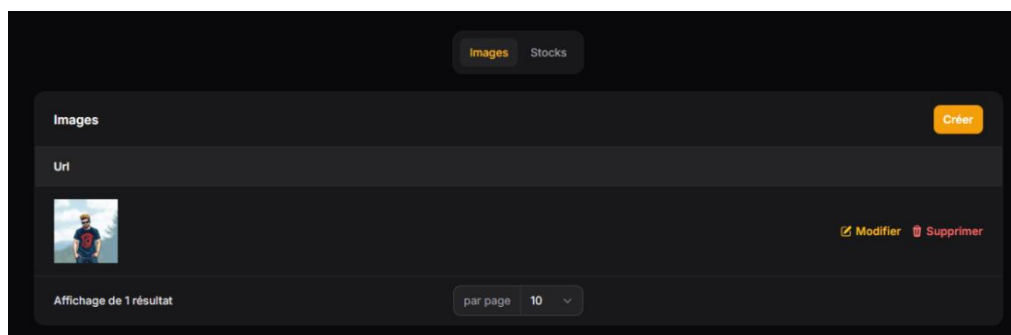 Images Stocks
Images Créer
Url
Modifier Supprimer
Affichage de 1 résultat par page 10